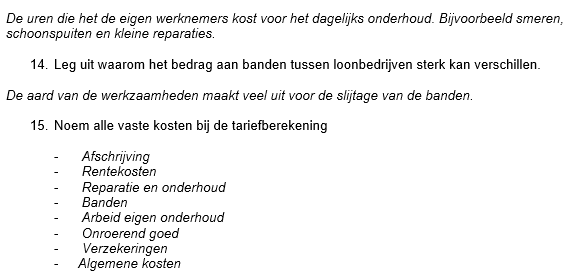 De uren die het de eigen werknemers kost voor het dagelijks onderhoud. Bijvoorbeeld smeren,
schoonspuiten en kleine reparaties.
14. Leg uit waarom het bedrag aan banden tussen loonbedrijven sterk kan verschillen.
De aard van de werkzaamheden maakt veel uit voor de slijtage van de banden.
15. Noem alle vaste kosten bij de tariefberekening
- Afschrijving
- Rentekosten
- Reparatie en onderhoud
- Banden
- Arbeid eigen onderhoud
- Onroerend goed
- Verzekeringen
- Algemene kosten